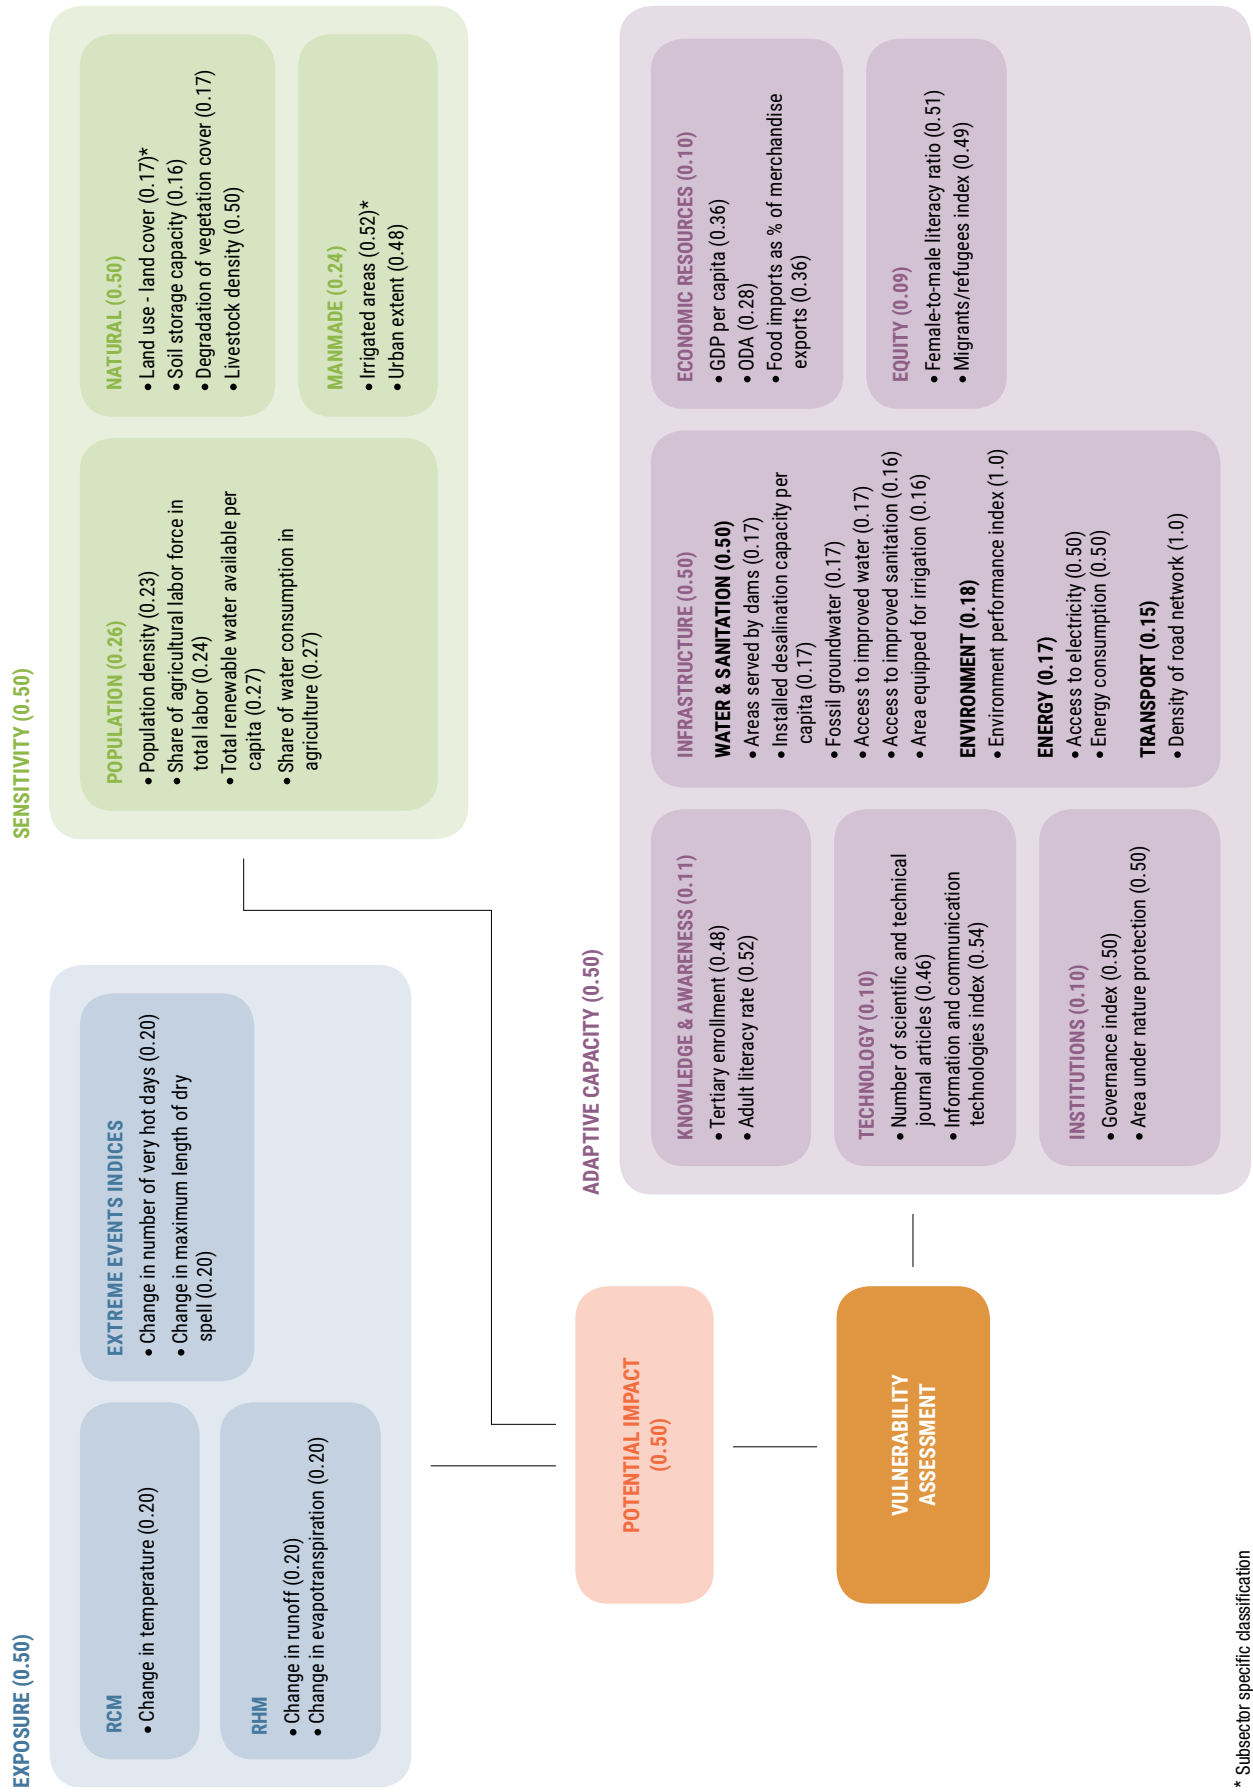 EXPOSURE (0.50)
RCM
• Change in temperature (0.20)
RHM
• Change in runoff (0.20)
• Change in evapotranspiration (0.20)
EXTREME EVENTS INDICES
• Change in number of very hot days (0.20)
• Change in maximum length of dry
spell (0.20)
SENSITIVITY (0.50)
POPULATION (0.26)
• Population density (0.23)
• Share of agricultural labor force in
total labor (0.24)
• Total renewable water available per
capita (0.27)
• Share of water consumption in
agriculture (0.27)
NATURAL (0.50)
• Land use - land cover (0.17)*
• Soil storage capacity (0.16)
• Degradation of vegetation cover (0.17)
• Livestock density (0.50)
MANMADE (0.24)
• Irrigated areas (0.52)*
• Urban extent (0.48)
POTENTIAL IMPACT
(0.50)
VULNERABILITY
ASSESSMENT
ADAPTIVE CAPACITY (0.50)
KNOWLEDGE & AWARENESS (0.11)
• Tertiary enrollment (0.48)
• Adult literacy rate (0.52)
TECHNOLOGY (0.10)
• Number of scientific and technical
journal articles (0.46)
• Information and communication
technologies index (0.54)
INSTITUTIONS (0.10)
• Governance index (0.50)
• Area under nature protection (0.50)
INFRASTRUCTURE (0.50)
WATER & SANITATION (0.50)
• Areas served by dams (0.17)
• Installed desalination capacity per
capita (0.17)
• Fossil groundwater (0.17)
• Access to improved water (0.17)
• Access to improved sanitation (0.16)
• Area equipped for irrigation (0.16)
ENVIRONMENT (0.18)
• Environment performance index (1.0)
ENERGY (0.17)
• Access to electricity (0.50)
• Energy consumption (0.50)
TRANSPORT (0.15)
• Density of road network (1.0)
ECONOMIC RESOURCES (0.10)
• GDP per capita (0.36)
• ODA (0.28)
• Food imports as % of merchandise
exports (0.36)
EQUITY (0.09)
• Female-to-male literacy ratio (0.51)
• Migrants/refugees index (0.49)
* Subsector specific classification